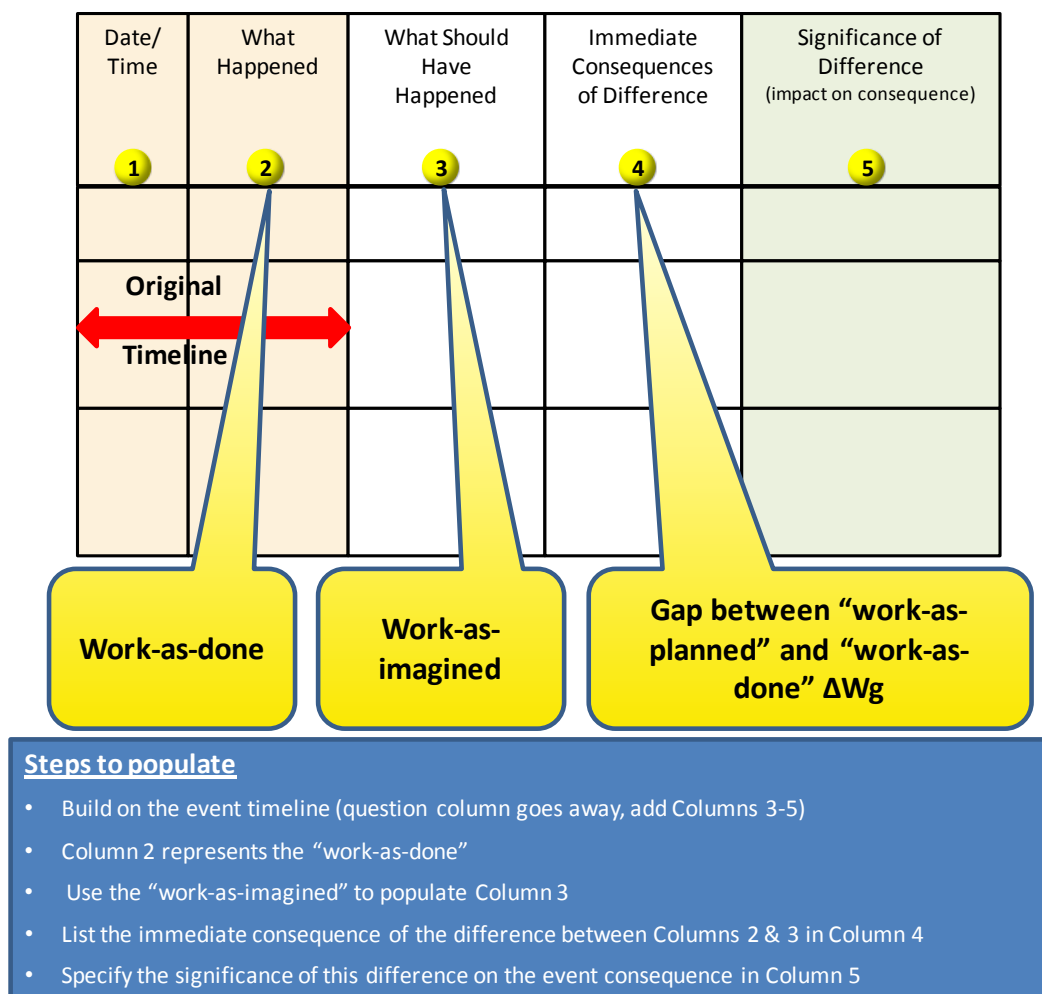 Date/
Time
What
Happened
What Should
Have
Happened
Immediate
Consequences
of Difference
Significance of
Difference
(impact on consequence)
1
2
3
4
5
Original
Timeline
Work-as-done
Work-as-
imagined
Gap between “work-as-
planned” and “work-as-
done” ΔWg
Steps to populate
• Build on the event timeline (question column goes away, add Columns 3-5)
• Column 2 represents the “work-as-done”
• Use the “work-as-imagined” to populate Column 3
• List the immediate consequence of the difference between Columns 2 & 3 in Column 4
• Specify the significance of this difference on the event consequence in Column 5